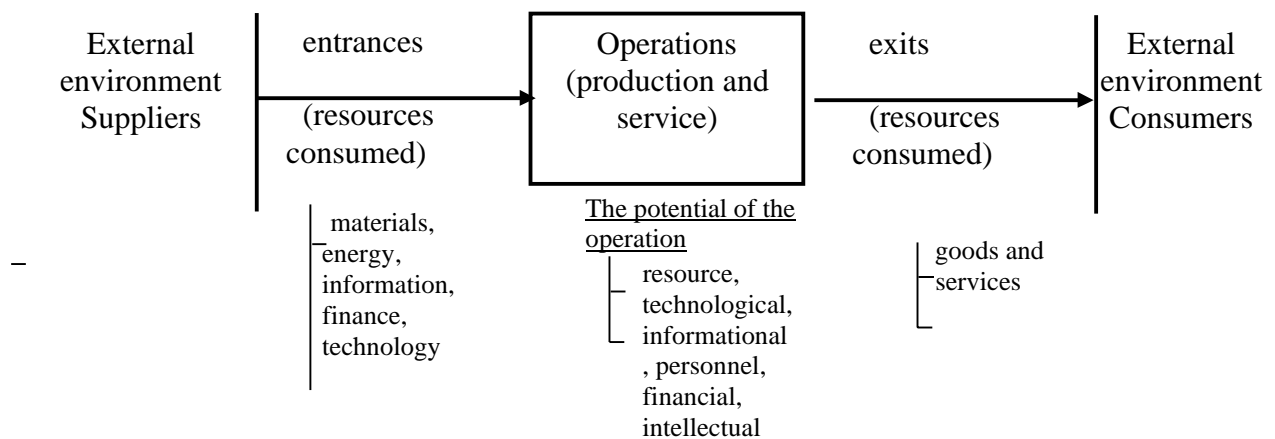 External
environment
Suppliers
entrances
(resources
consumed)
Operations
(production and
service)
exits
(resources
consumed)
External
environment
Consumers
materials,
energy,
information,
finance,
technology
The potential of the
operation
resource,
technological,
informational
, personnel,
financial,
intellectual
goods and
services